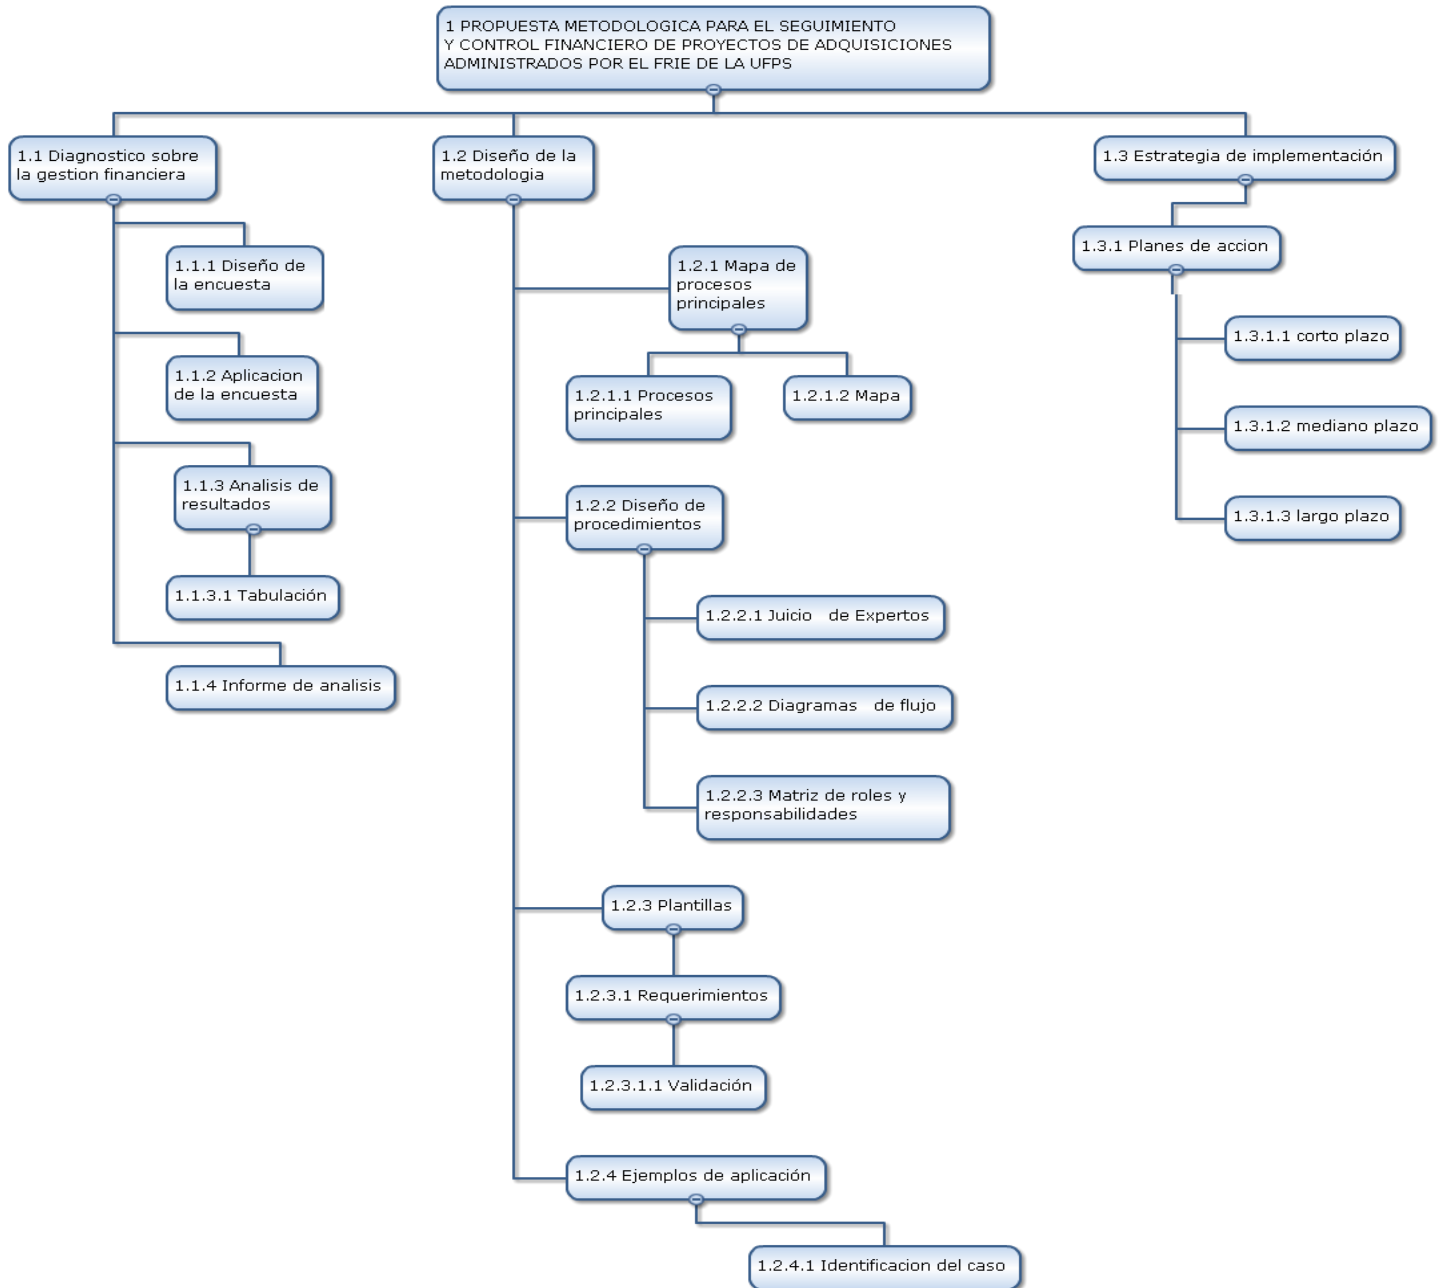 1 PROPUESTA METODOLOGICA PARA EL SEGUIMIENTO
Y CONTROL FINANCIERO DE PROYECTOS DE ADQUISICIONES
ADMINISTRADOS POR EL FRIE DE LA UFPS
1.1 Diagnostico sobre
la gestion financiera
1.1.1 Diseño de
la encuesta
1.1.2 Aplicacion
de la encuesta
1.1.3 Analisis de
resultados
1.1.3.1 Tabulación
1.1.4 Informe de analisis
1.2 Diseño de la
metodologia
1.2.1 Mapa de
procesos
principales
1.2.1.1 Procesos
principales
1.2.1.2 Mapa
1.2.2 Diseño de
procedimientos
1.2.2.1 Juicio de Expertos
1.2.2.2 Diagramas de flujo
1.2.2.3 Matriz de roles y
responsabilidades
1.2.3 Plantillas
1.2.3.1 Requerimientos
1.2.3.1.1 Validación
1.2.4 Ejemplos de aplicación
1.2.4.1 Identificacion del caso
1.3 Estrategia de implementación
1.3.1 Planes de accion
1.3.1.1 corto plazo
1.3.1.2 mediano plazo
1.3.1.3 largo plazo